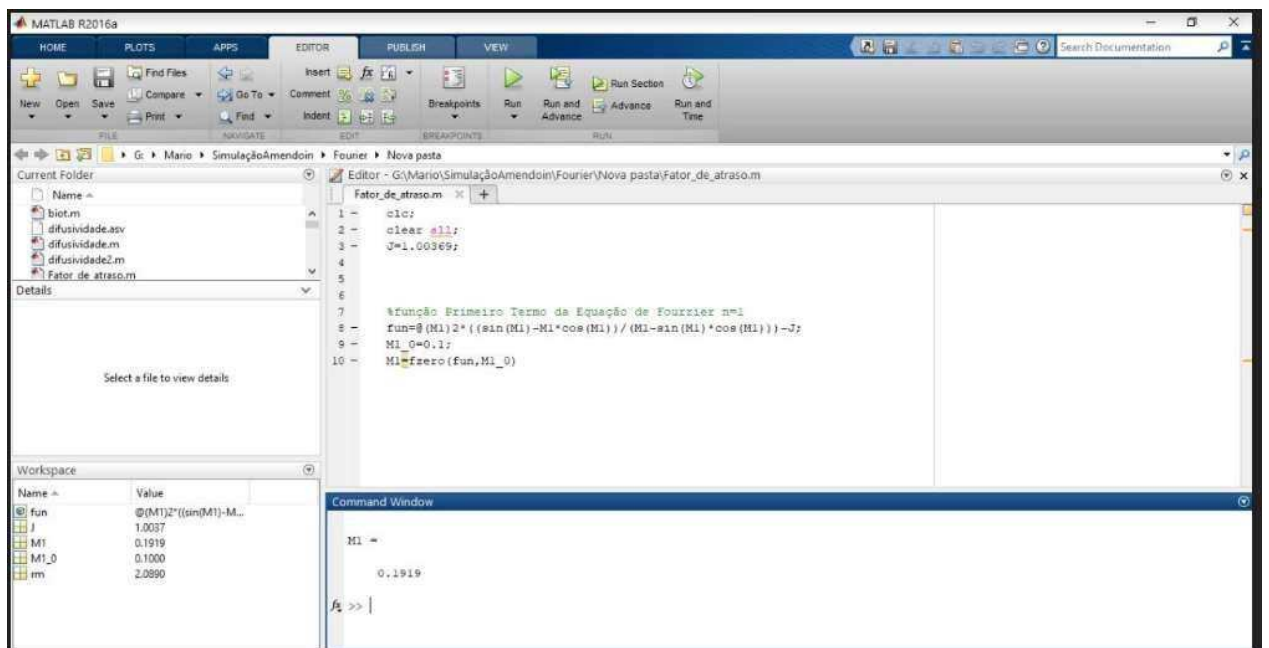 MATLAB R2016a
HOME PLOTS APPS EDITOR PUBLISH VIEW Search Documentation
New Open Save Find Files Compare Print Go To Find Insert Comment Indent fx Breakpoints Run Run and Advance Run Section Advance Run and Time
FILE NAVIGATE EDIT BREAKPOINTS RUN
G: Mario SimulaçãoAmendoin Fourier Nova pasta
Current Folder
Name
biot.m
difusividade.asv
difusividade.m
difusividade2.m
Fator_de_atraso.m
Details
Select a file to view details
Workspace
Name Value
fun @(M1)2*((sin(M1)-M...
J 1.0037
M1 0.1919
M1_0 0.1000
rm 2.0890
Editor - G:\Mario\SimulaçãoAmendoin\Fourier\Nova pasta\Fator_de_atraso.m
Fator_de_atraso.m +
1 - clc;
2 - clear all;
3 - J=1.00369;
4
5
6
7 %função Primeiro Termo da Equação de Fourrier n=1
8 - fun=@(M1)2*((sin(M1)-M1*cos(M1))/(M1-sin(M1)*cos(M1)))-J;
9 - M1_0=0.1;
10 - M1=fzero(fun,M1_0)
Command Window
M1 =
0.1919
fx >>